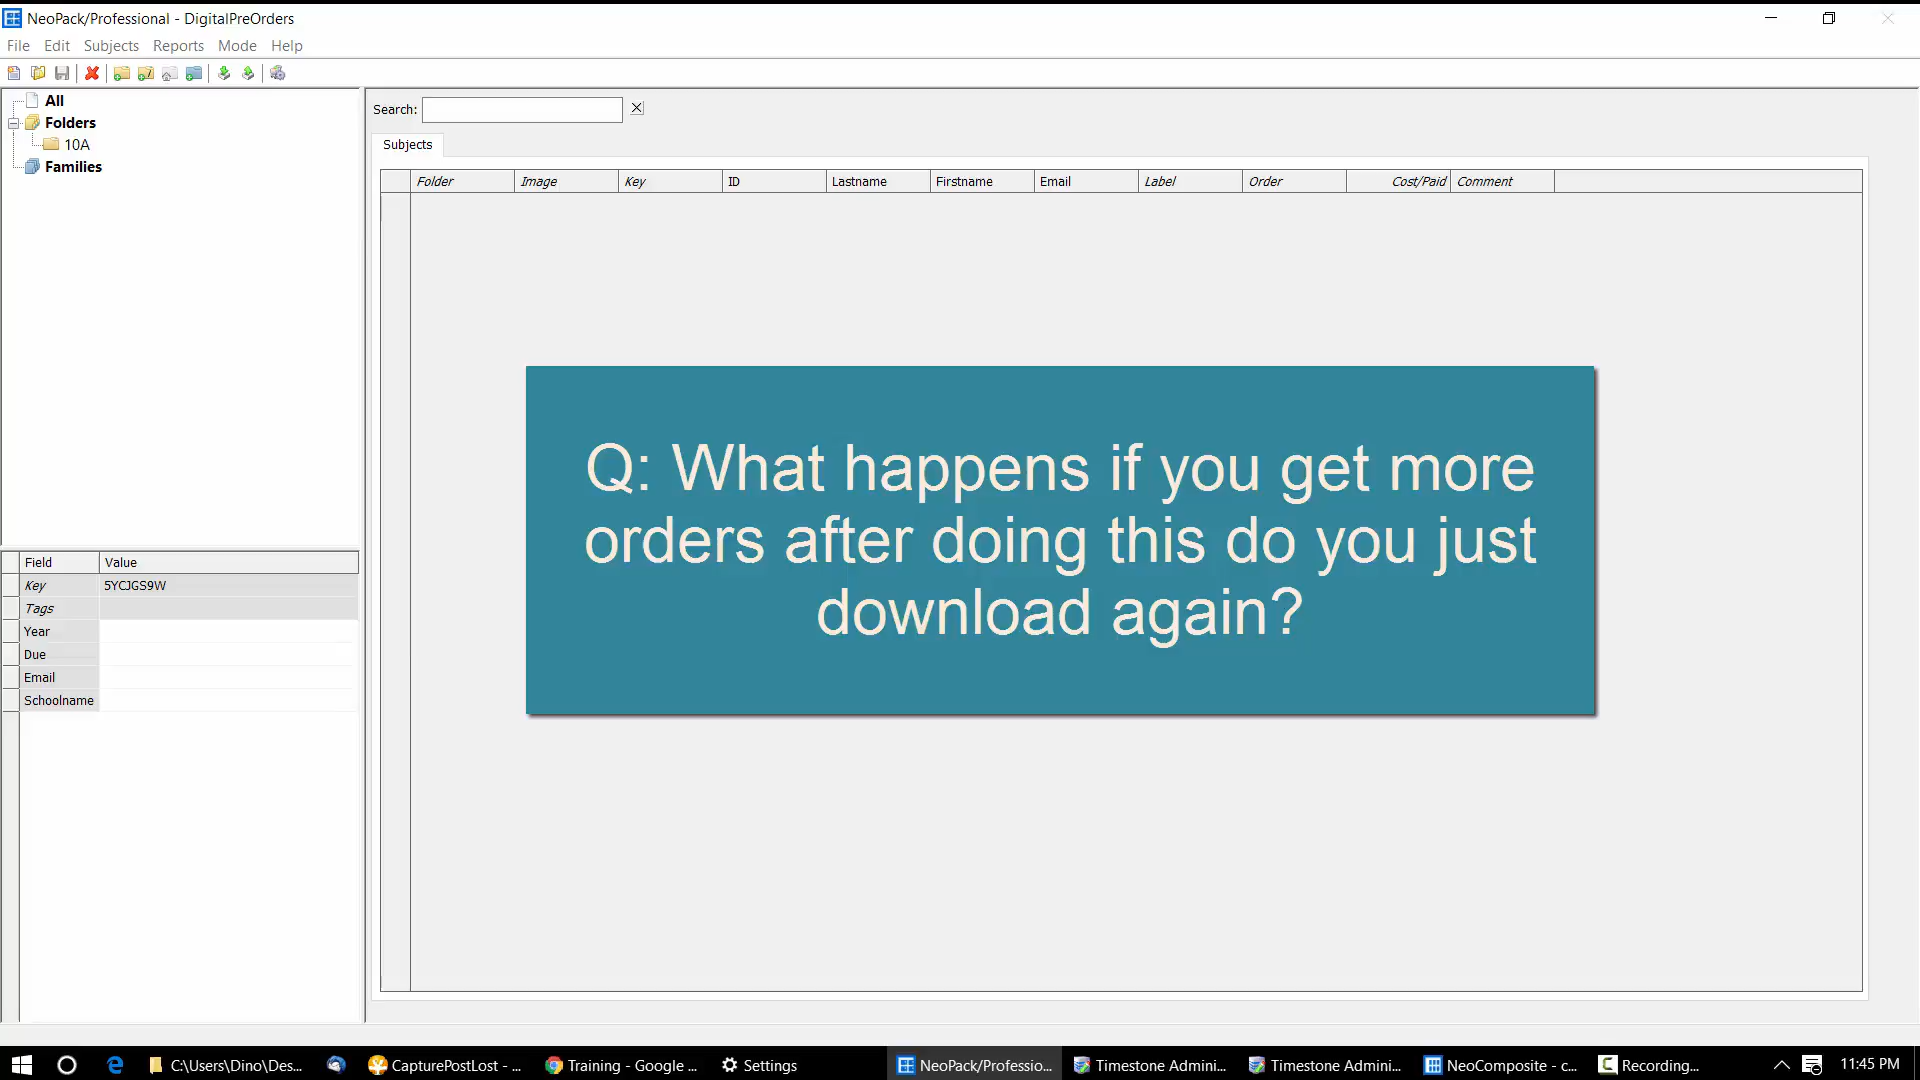 NeoPack/Professional - DigitalPreOrders
File Edit Subjects Reports Mode Help
All
Folders
10A
Families
Search:
Subjects
Folder Image Key ID Lastname Firstname Email Label Order Cost/Paid Comment
Q: What happens if you get more
orders after doing this do you just
download again?
Field Value
Key 5YCJGS9W
Tags
Year
Due
Email
Schoolname
C:\Users\Dino\Des... CapturePostLost - ... Training - Google ... Settings NeoPack/Professio... Timestone Admini... Timestone Admini... NeoComposite - c... Recording... 11:45 PM